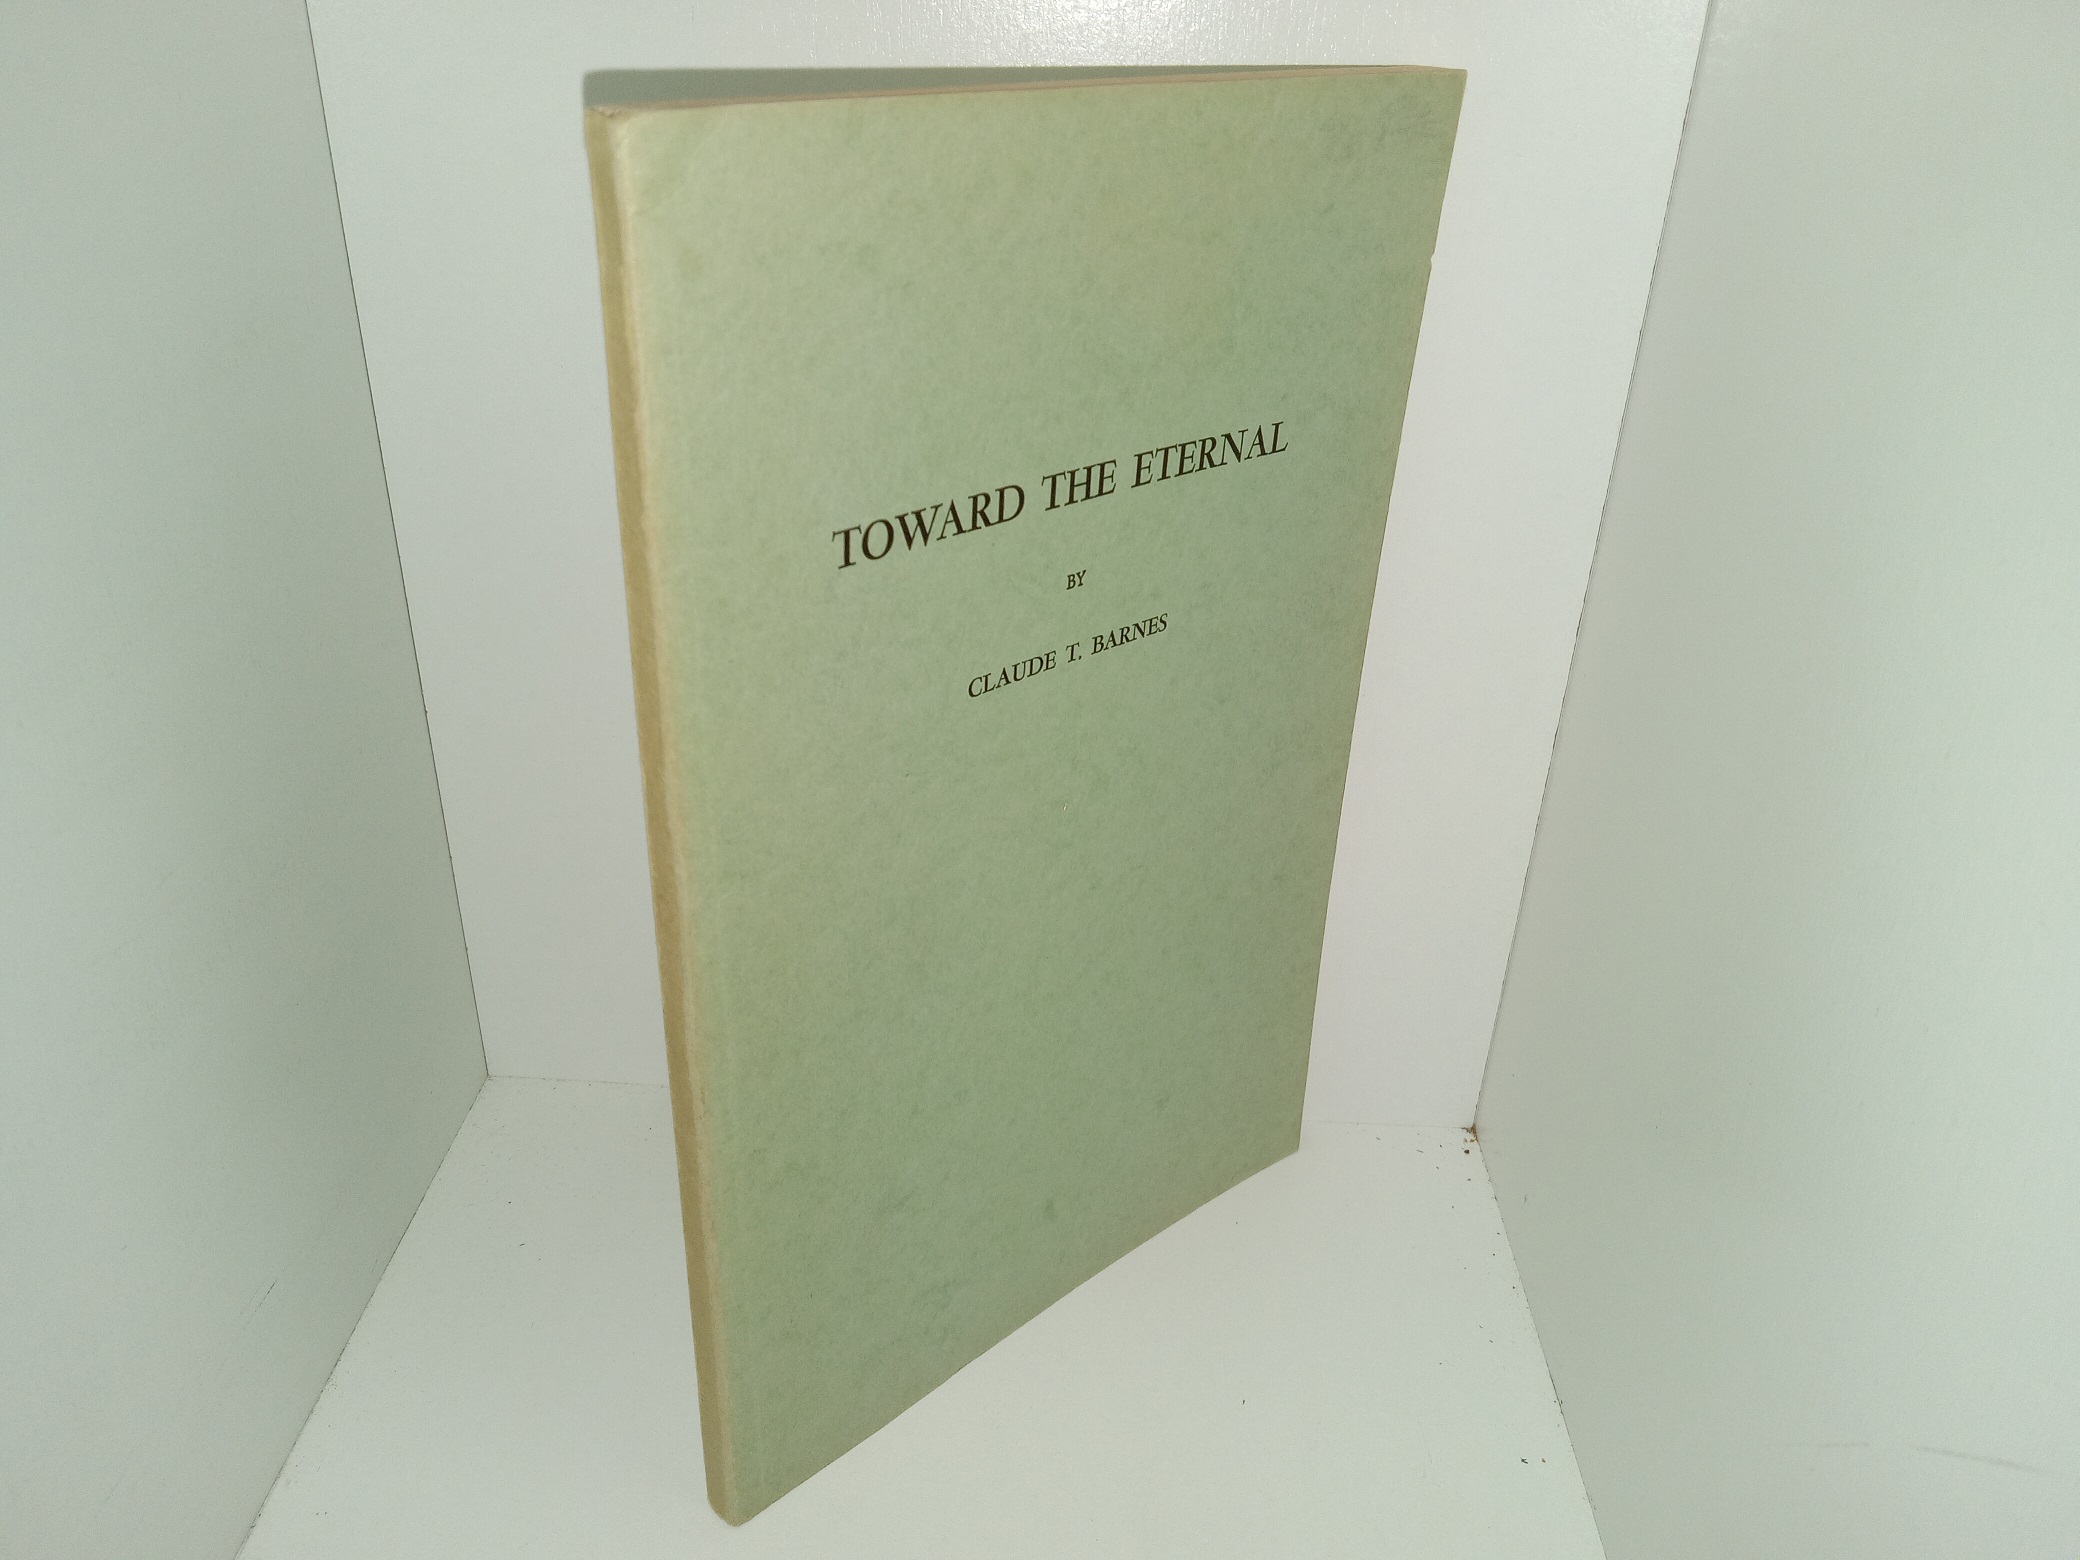 TOWARD THE ETERNAL
BY
CLAUDE T. BARNES